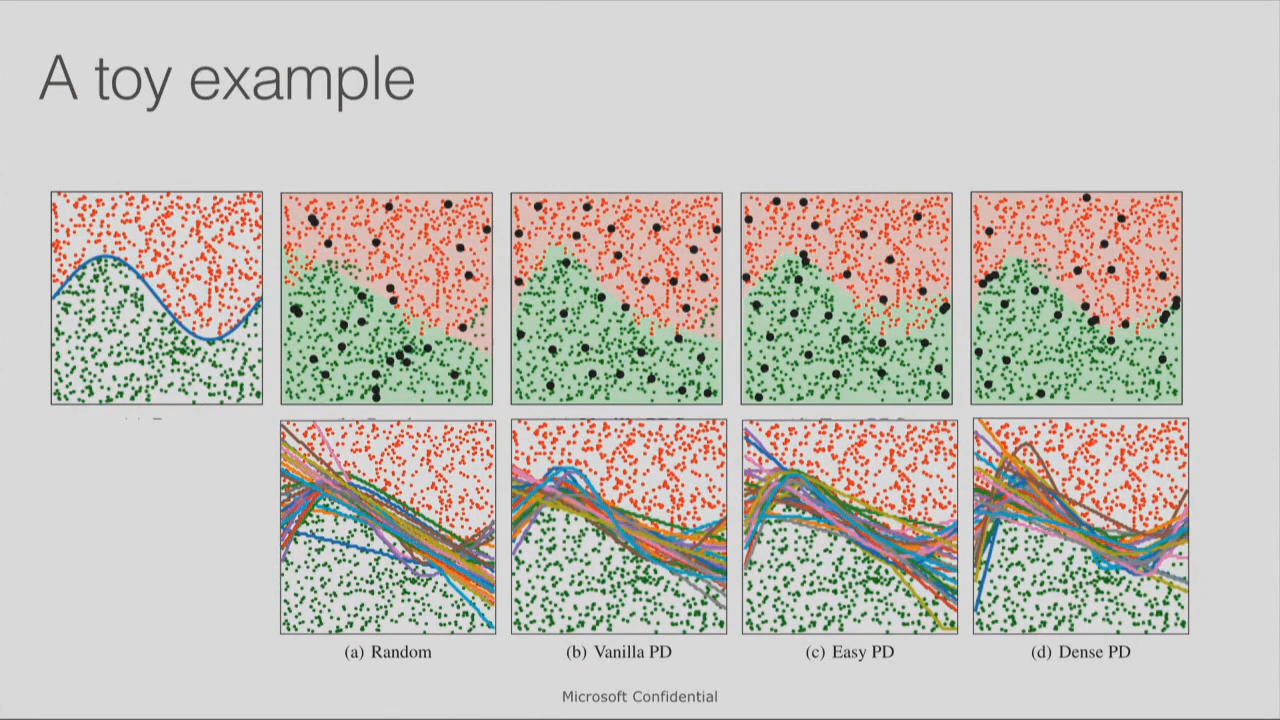 A toy example
(a) Random
(b) Vanilla PD
(c) Easy PD
(d) Dense PD
Microsoft Confidential